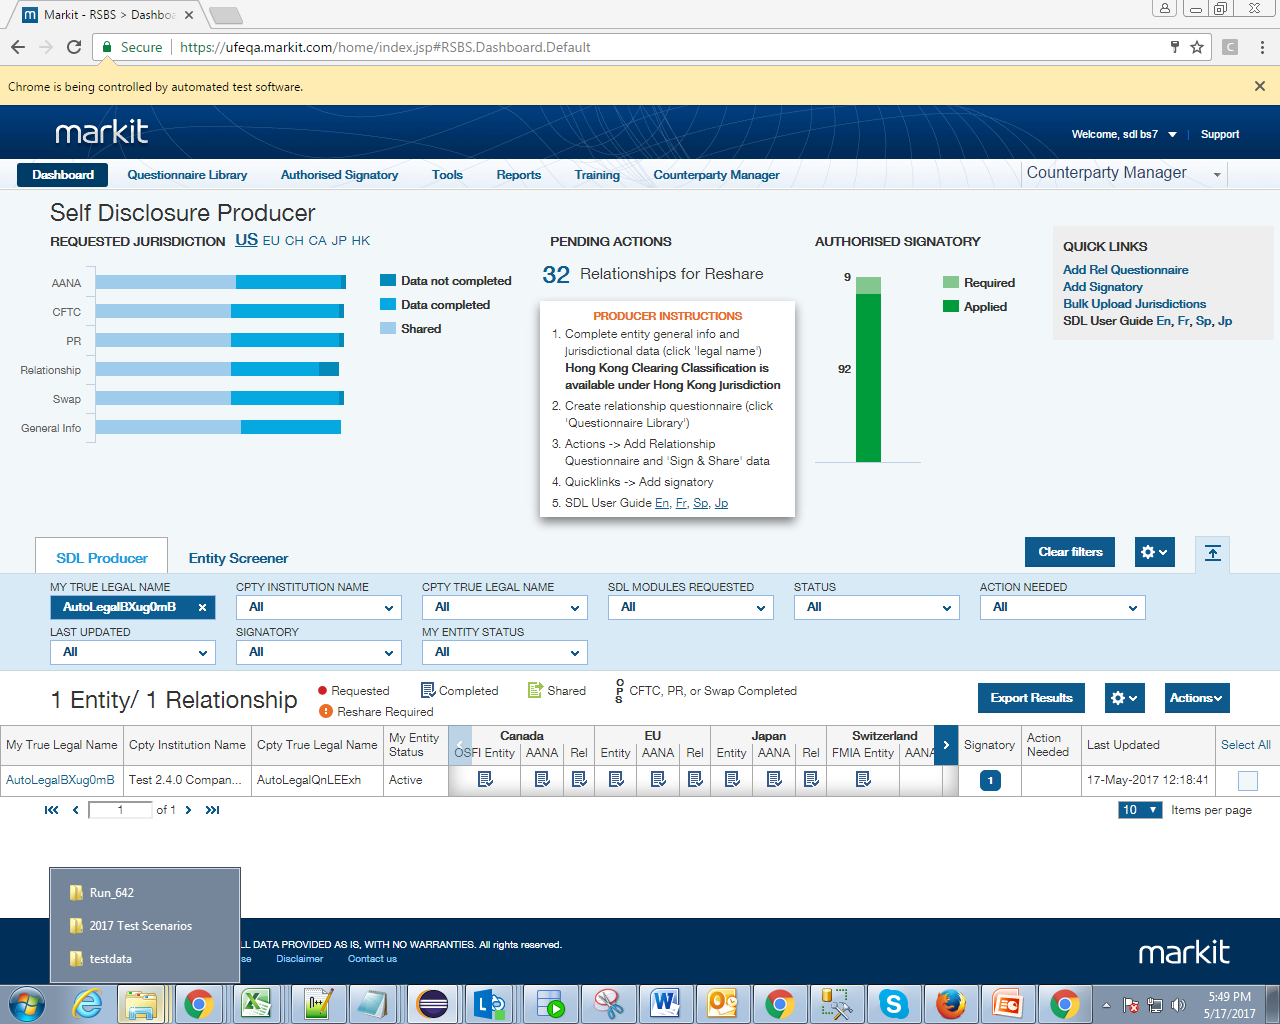 Markit - RSBS > Dashbo
Secure
https://ufeqa.markit.com/home/index.jsp#RSBS.Dashboard.Default
Chrome is being controlled by automated test software.
markit
Welcome, sdl bs7
Support
Dashboard
Questionnaire Library
Authorised Signatory
Tools
Reports
Training
Counterparty Manager
Counterparty Manager
Self Disclosure Producer
REQUESTED JURISDICTION US EU CH CA JP HK
AANA
CFTC
PR
Relationship
Swap
General Info
Data not completed
Data completed
Shared
PENDING ACTIONS
32 Relationships for Reshare
PRODUCER INSTRUCTIONS
1. Complete entity general info and
jurisdictional data (click 'legal name')
Hong Kong Clearing Classification is
available under Hong Kong Jurisdiction
2. Create relationship questionnaire (click
'Questionnaire Library')
3. Actions -> Add Relationship
Questionnaire and 'Sign & Share' data
4. Quicklinks -> Add signatory
5. SDL User Guide En, Fr, Sp, Jp
AUTHORISED SIGNATORY
9
92
Required
Applied
QUICK LINKS
Add Rel Questionnaire
Add Signatory
Bulk Upload Jurisdictions
SDL User Guide En, Fr, Sp, Jp
SDL Producer
Entity Screener
Clear filters
MY TRUE LEGAL NAME
CPTY INSTITUTION NAME
CPTY TRUE LEGAL NAME
SDL MODULES REQUESTED
STATUS
ACTION NEEDED
AutoLegalBXug0mB
All
All
All
All
All
LAST UPDATED
SIGNATORY
MY ENTITY STATUS
All
All
All
1 Entity/ 1 Relationship
Requested
Completed
Shared
OPS
CFTC, PR, or Swap Completed
Reshare Required
Export Results
Actions
My True Legal Name
Cpty Institution Name
Cpty True Legal Name
My Entity
Status
Canada
EU
Japan
Switzerland
OSFI Entity AANA Rel
Entity AANA Rel
Entity AANA Rel
FMIA Entity AANA
Signatory
Action
Needed
Last Updated
Select All
AutoLegalBXug0mB
Test 2.4.0 Compan...
AutoLegalQnLEExh
Active
1
17-May-2017 12:18:41
1 of 1
10 Items per page
Run_642
2017 Test Scenarios
testdata
LL DATA PROVIDED AS IS, WITH NO WARRANTIES. All rights reserved.
se
Disclaimer
Contact us
markit
5:49 PM
5/17/2017